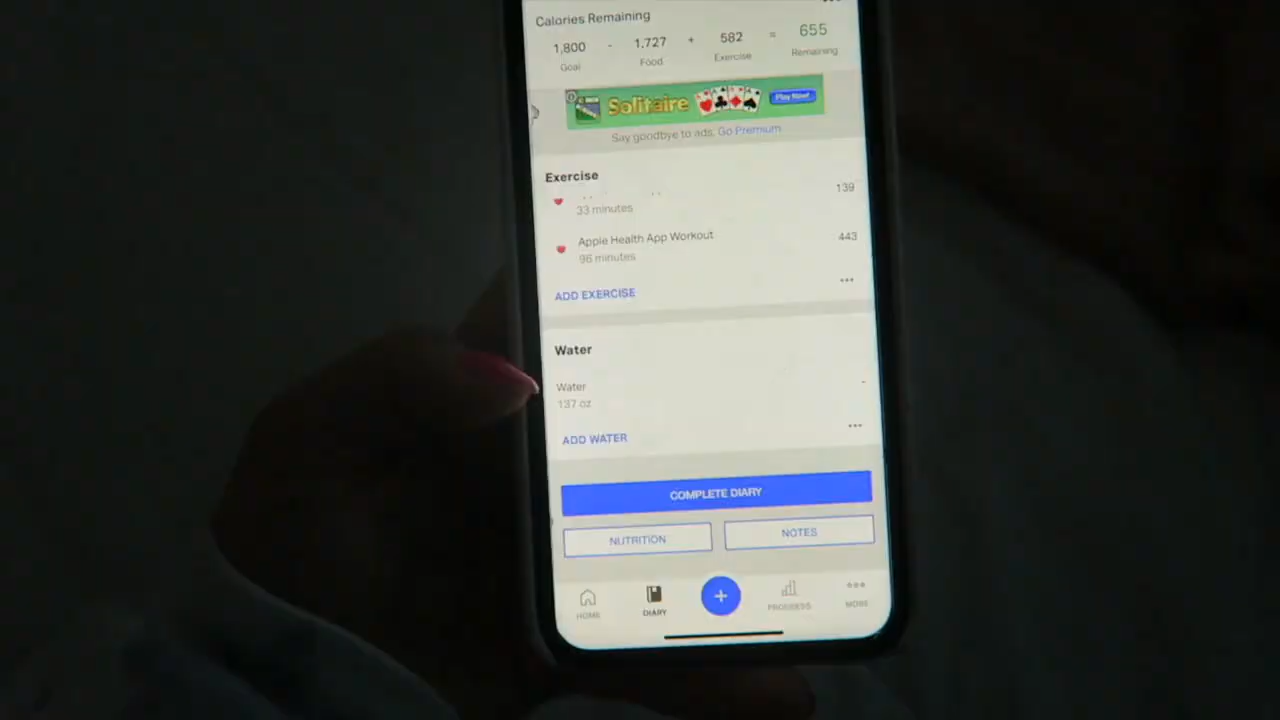 Calories Remaining
1,800 - 1,727 + 582 = 655
Goal Food Exercise Remaining
Solitaire Play Now!
Say goodbye to ads. Go Premium
Exercise
139
33 minutes
Apple Health App Workout 443
96 minutes
ADD EXERCISE
Water
Water -
137 oz
ADD WATER
COMPLETE DIARY
NUTRITION NOTES
HOME DIARY + PROGRESS MORE